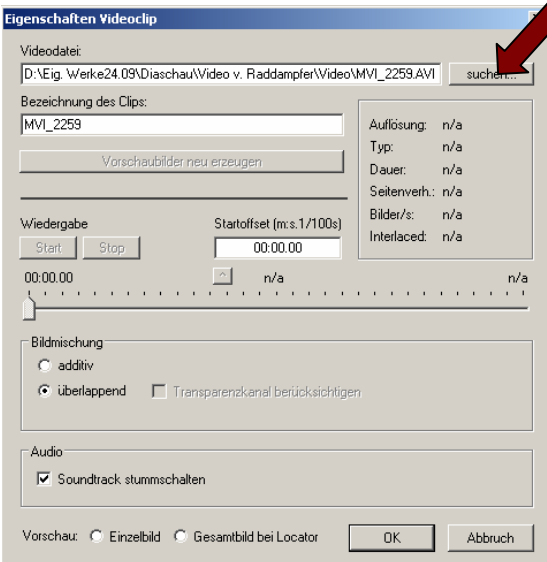 Eigenschaften Videoclip
Videodatei:
D:\Eig. Werke24.09\Diaschau\Video v. Raddampfer\Video\MVI_2259.AVI
suchen...
Bezeichnung des Clips:
MVI_2259
Vorschaubilder neu erzeugen
Auflösung: n/a
Typ: n/a
Dauer: n/a
Seitenverh.: n/a
Bilder/s: n/a
Interlaced: n/a
Wiedergabe
Startoffset (m:s.1/100s)
Start
Stop
00:00.00
00:00.00
^
n/a
n/a
Bildmischung
additiv
überlappend
Transparenzkanal berücksichtigen
Audio
Soundtrack stummschalten
Vorschau:
Einzelbild
Gesamtbild bei Locator
OK
Abbruch